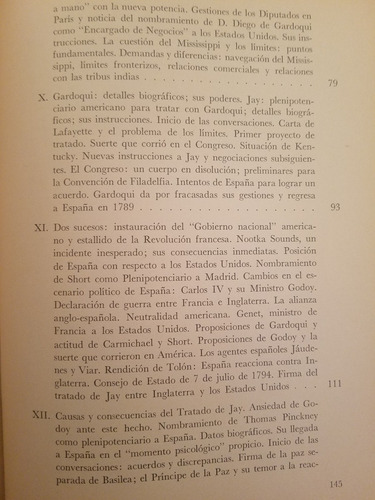 a mano" con la nueva potencia. Gestiones de los Diputados en
París y noticia del nombramiento de D. Diego de Gardoqui
como "Encargado de Negocios" a los Estados Unidos. Sus ins-
trucciones. La cuestión del Mississippi y los límites: puntos
fundamentales. Demandas y diferencias: navegación del Missis-
sippi, límites fronterizos, relaciones comerciales y relaciones
con las tribus indias . . . . . . . . . . . . . . . 79
X. Gardoqui: detalles biográficos; sus poderes. Jay: plenipoten-
ciario americano para tratar con Gardoqui; detalles biográ-
ficos; sus instrucciones. Inicio de las conversaciones. Carta de
Lafayette y el problema de los límites. Primer proyecto de
tratado. Suerte que corrió en el Congreso. Situación de Ken-
tucky. Nuevas instrucciones a Jay y negociaciones subsiguien-
tes. El Congreso: un cuerpo en disolución; preliminares para
la Convención de Filadelfia. Intentos de España para lograr un
acuerdo. Gardoqui da por fracasadas sus gestiones y regresa
a España en 1789 . . . . . . . . . . . . . . . 93
XI. Dos sucesos: instauración del "Gobierno nacional" america-
no y estallido de la Revolución francesa. Nootka Sounds, un
incidente inesperado; sus consecuencias inmediatas. Posición
de España con respecto a los Estados Unidos. Nombramiento
de Short como Plenipotenciario a Madrid. Cambios en el es-
cenario político de España: Carlos IV y su Ministro Godoy.
Declaración de guerra entre Francia e Inglaterra. La alianza
anglo-española. Neutralidad americana. Genet, ministro de
Francia a los Estados Unidos. Proposiciones de Gardoqui y
actitud de Carmichael y Short. Proposiciones de Godoy y la
suerte que corrieron en América. Los agentes españoles Jáude-
nes y Viar. Rendición de Tolón: España reacciona contra In-
glaterra. Consejo de Estado de 7 de julio de 1794. Firma del
tratado de Jay entre Inglaterra y los Estados Unidos . . . 111
XII. Causas y consecuencias del Tratado de Jay. Ansiedad de Go-
doy ante este hecho. Nombramiento de Thomas Pinckney
como plenipotenciario a España. Datos biográficos. Su llegada
a España en el "momento psicológico" propicio. Inicio de las
conversaciones: acuerdos y discrepancias. Firma de la paz se-
parada de Basilea; el Príncipe de la Paz y su temor a la reac-
145